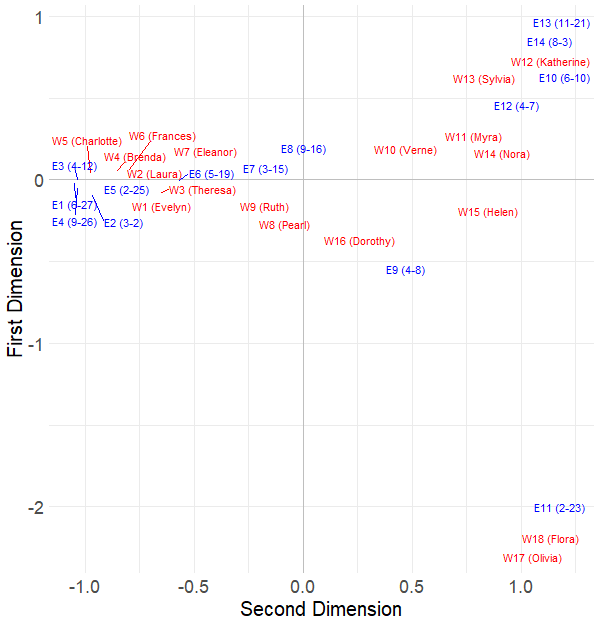 1
E13 (11-21)
E14 (8-3)
W12 (Katherine)
W13 (Sylvia)
E10 (6-10)
E12 (4-7)
W5 (Charlotte)
W6 (Frances)
W11 (Myra)
W4 (Brenda)
W7 (Eleanor)
E8 (9-16)
W10 (Verne)
W14 (Nora)
E3 (4-12)
W2 (Laura)
E6 (5-19)
E7 (3-15)
0
E5 (2-25)
W3 (Theresa)
E1 (6-27)
W1 (Evelyn)
W9 (Ruth)
W15 (Helen)
E4 (9-26)
E2 (3-2)
W8 (Pearl)
W16 (Dorothy)
E9 (4-8)
First Dimension
-1
-2
E11 (2-23)
W18 (Flora)
W17 (Olivia)
-1.0
-0.5
0.0
0.5
1.0
Second Dimension